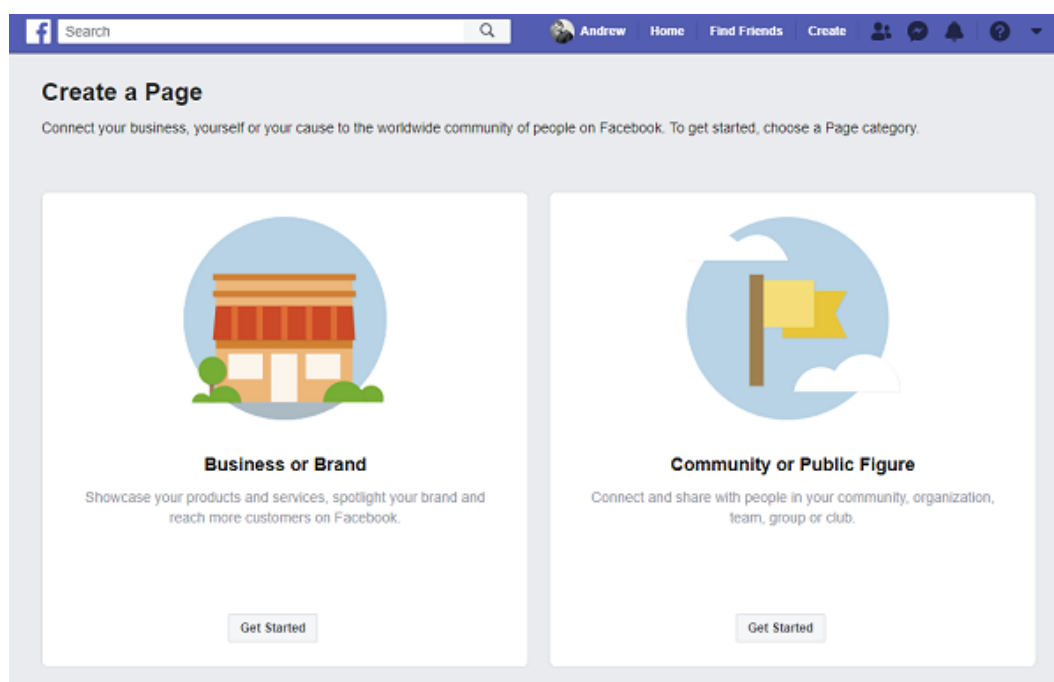 f Search Andrew Home Find Friends Create ?
Create a Page
Connect your business, yourself or your cause to the worldwide community of people on Facebook. To get started, choose a Page category.
Business or Brand
Showcase your products and services, spotlight your brand and
reach more customers on Facebook.
Get Started
Community or Public Figure
Connect and share with people in your community, organization,
team, group or club.
Get Started